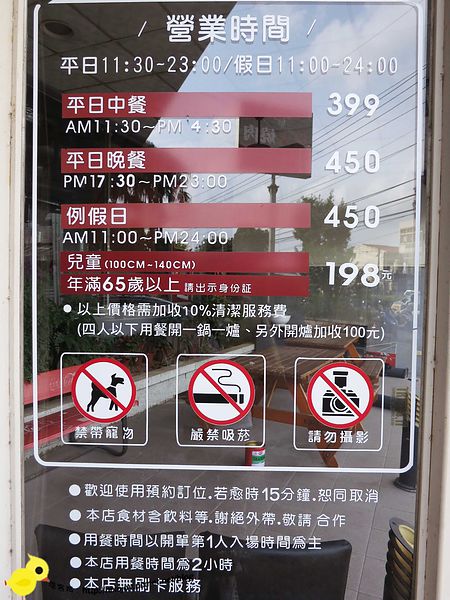 / 營業時間 /
平日11:30~23:00/假日11:00~24:00
平日中餐 399
AM11:30~PM 4:30
平日晚餐 450
PM17:30~PM23:00
例假日 450
AM11:00~PM24:00
兒童(100CM~140CM)
198元
年滿65歲以上 請出示身份証
● 以上價格需加收10%清潔服務費
(四人以下用餐開一鍋一爐、另外開爐加收100元)
禁帶寵物 嚴禁吸菸 請勿攝影
● 歡迎使用預約訂位.若愈時15分鐘.恕同取消
● 本店食材含飲料等.謝絕外帶.敬請 合作
● 用餐時間以開單第1人入場時間為主
● 本店用餐時間為2小時
● 本店無刷卡服務